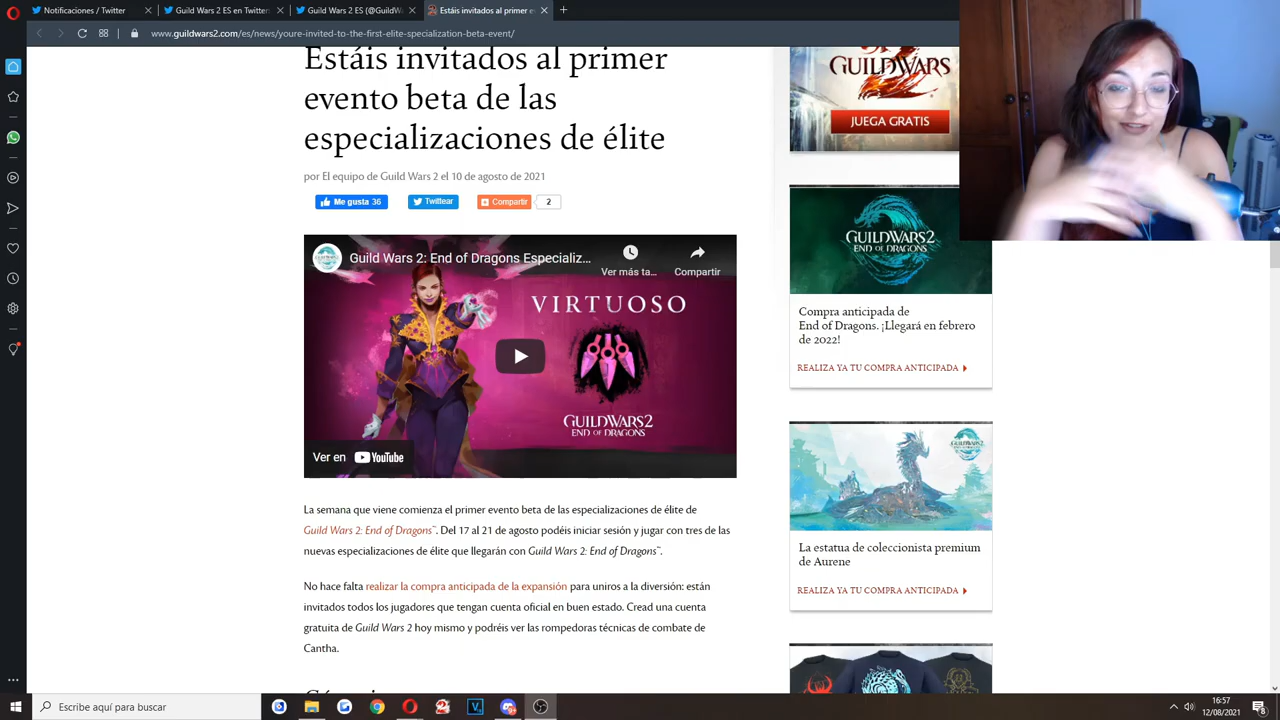 Notificaciones / Twitter
Guild Wars 2 ES en Twitter
Guild Wars 2 ES (@GuildWar
Estáis invitados al primer e
www.guildwars2.com/es/news/youre-invited-to-the-first-elite-specialization-beta-event/
Estáis invitados al primer
evento beta de las
especializaciones de élite
por El equipo de Guild Wars 2 el 10 de agosto de 2021
Me gusta 36
Twittear
Compartir
2
Guild Wars 2: End of Dragons Especializ...
Ver más ta...
Compartir
VIRTUOSO
GUILDWARS2
END OF DRAGONS
Ver en YouTube
La semana que viene comienza el primer evento beta de las especializaciones de élite de
Guild Wars 2: End of Dragons™. Del 17 al 21 de agosto podéis iniciar sesión y jugar con tres de las
nuevas especializaciones de élite que llegarán con Guild Wars 2: End of Dragons™.
No hace falta realizar la compra anticipada de la expansión para uniros a la diversión: están
invitados todos los jugadores que tengan cuenta oficial en buen estado. Cread una cuenta
gratuita de Guild Wars 2 hoy mismo y podréis ver las rompedoras técnicas de combate de
Cantha.
GUILDWARS
JUEGA GRATIS
GUILDWARS2
END OF DRAGONS
Compra anticipada de
End of Dragons. ¡Llegará en febrero
de 2022!
REALIZA YA TU COMPRA ANTICIPADA
GUILDWARS2
La estatua de coleccionista premium
de Aurene
REALIZA YA TU COMPRA ANTICIPADA
Escribe aquí para buscar
16:57
12/08/2021
8